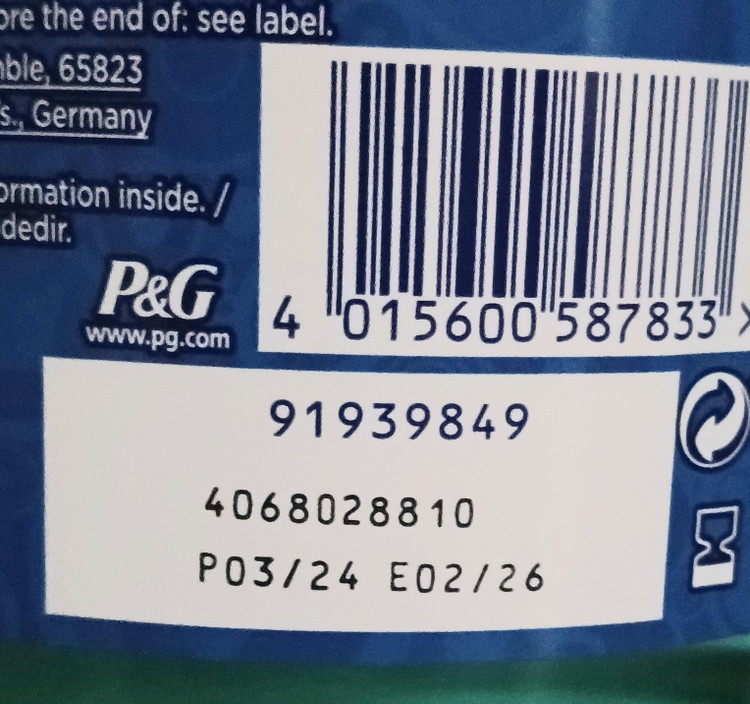 ore the end of: see label.
ble, 65823
s., Germany
ormation inside. /
dedir.
P&G
www.pg.com
4 015600 587833 >
91939849
4068028810
P03/24 E02/26